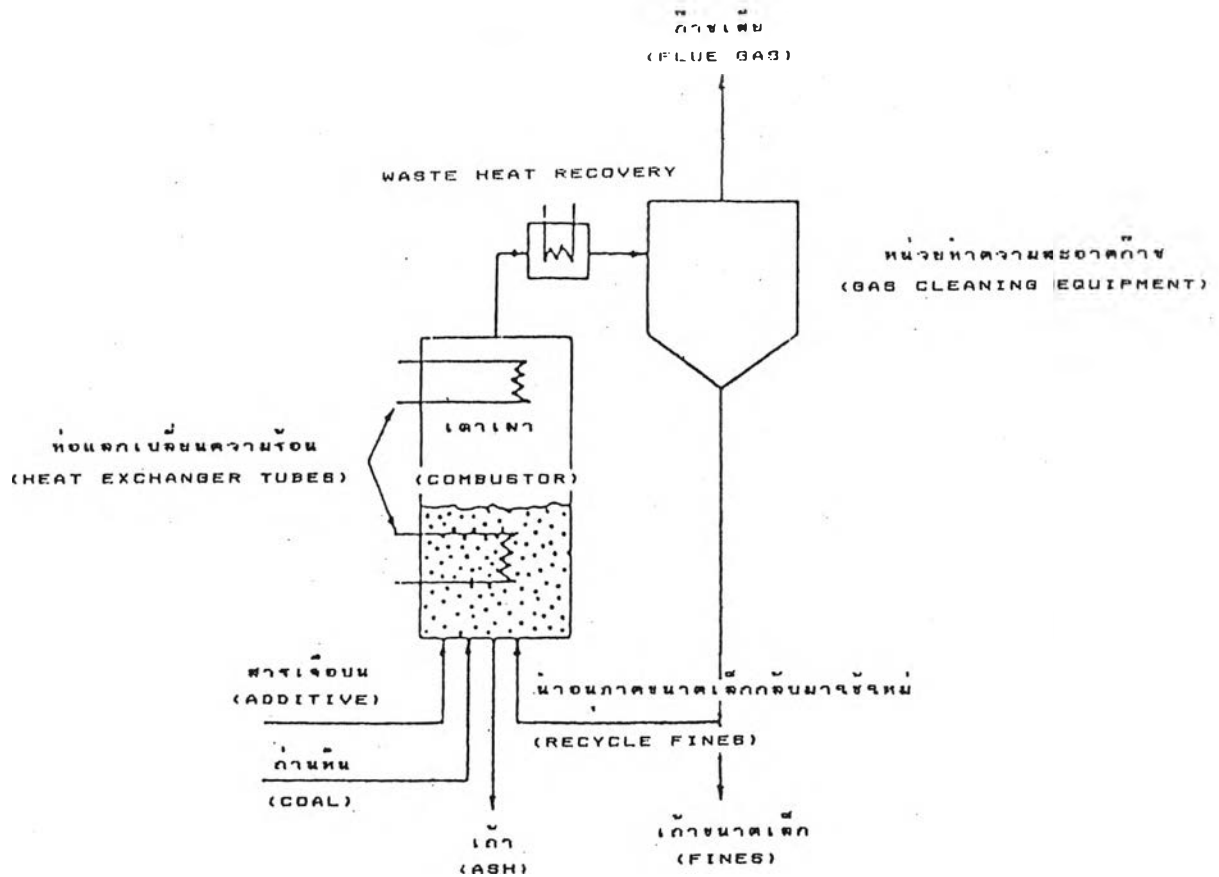 ก๊าซเสีย
(FLUE GAS)
WASTE HEAT RECOVERY
หน่วยทำความสะอาดก๊าซ
(GAS CLEANING EQUIPMENT)
เตาเผา
ท่อแลกเปลี่ยนความร้อน
(HEAT EXCHANGER TUBES)
(COMBUSTOR)
สารเจือปน
(ADDITIVE)
นำอนุภาคขนาดเล็กกลับมาใช้ใหม่
(RECYCLE FINES)
ถ่านหิน
(COAL)
เถ้า
(ASH)
เถ้าขนาดเล็ก
(FINES)